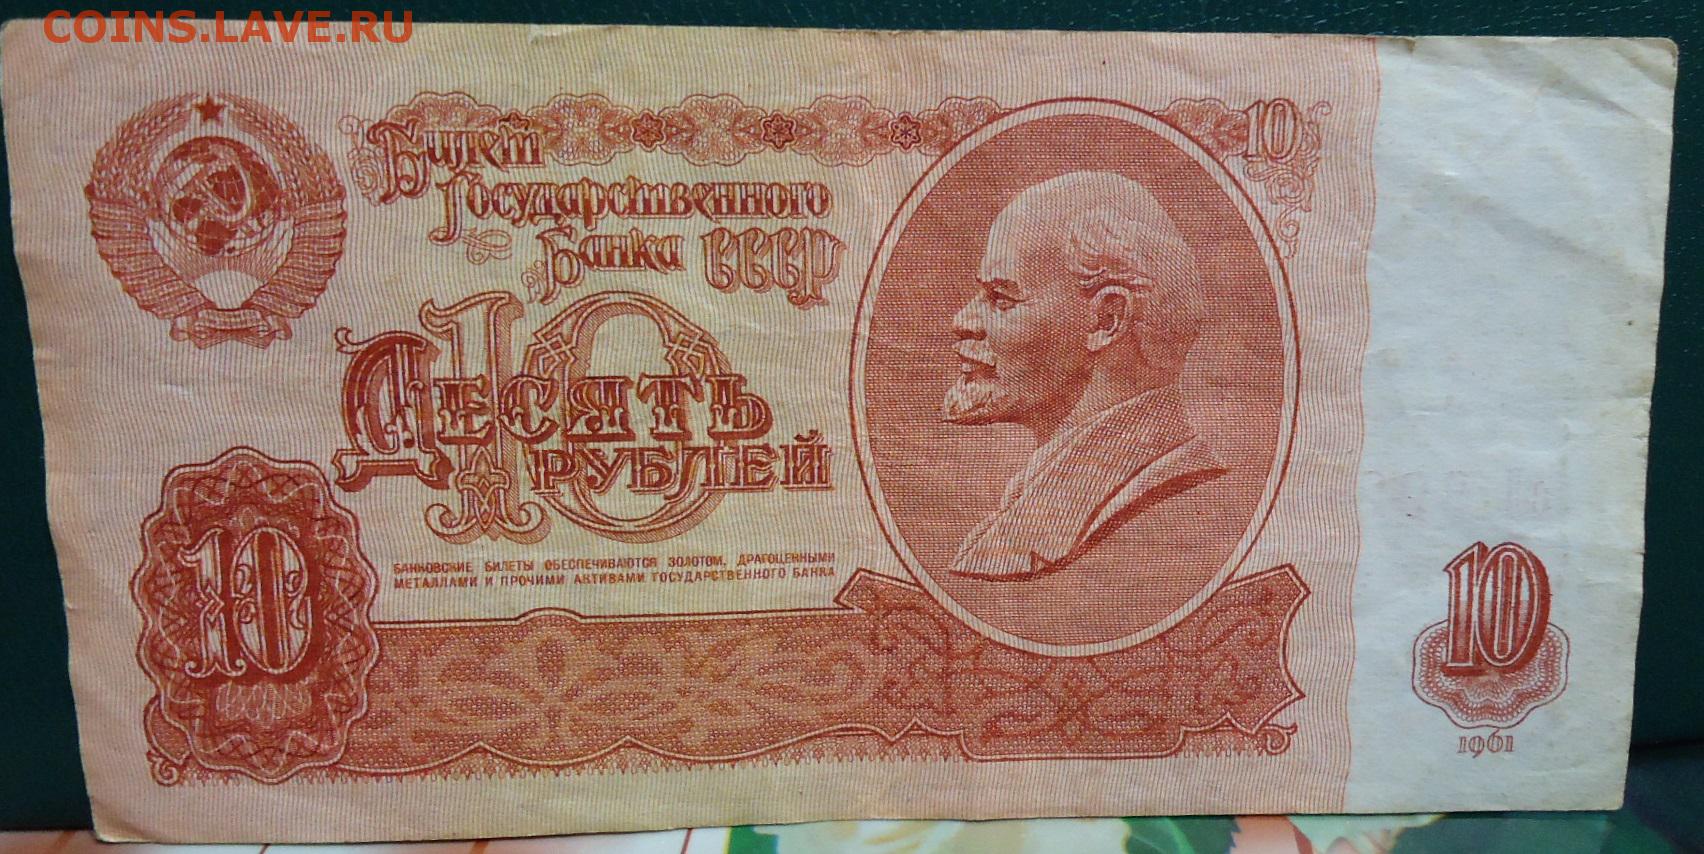 COINS.LAVE.RU
Билет
Государственного
Банка СССР
10
10
Десять
рублей
БАНКОВСКИЕ БИЛЕТЫ ОБЕСПЕЧИВАЮТСЯ ЗОЛОТОМ, ДРАГОЦЕННЫМИ
МЕТАЛЛАМИ И ПРОЧИМИ АКТИВАМИ ГОСУДАРСТВЕННОГО БАНКА
10
10
1961